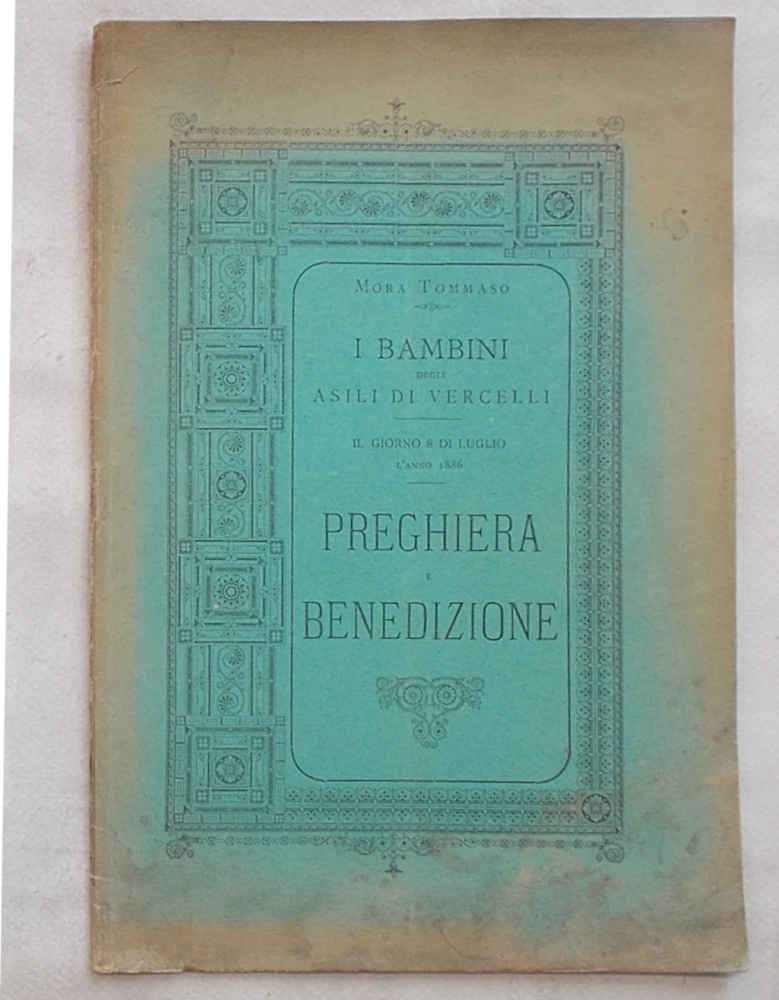 MORA TOMMASO
I BAMBINI
DEGLI
ASILI DI VERCELLI
IL GIORNO 8 DI LUGLIO
L'ANNO 1886
PREGHIERA
E
BENEDIZIONE